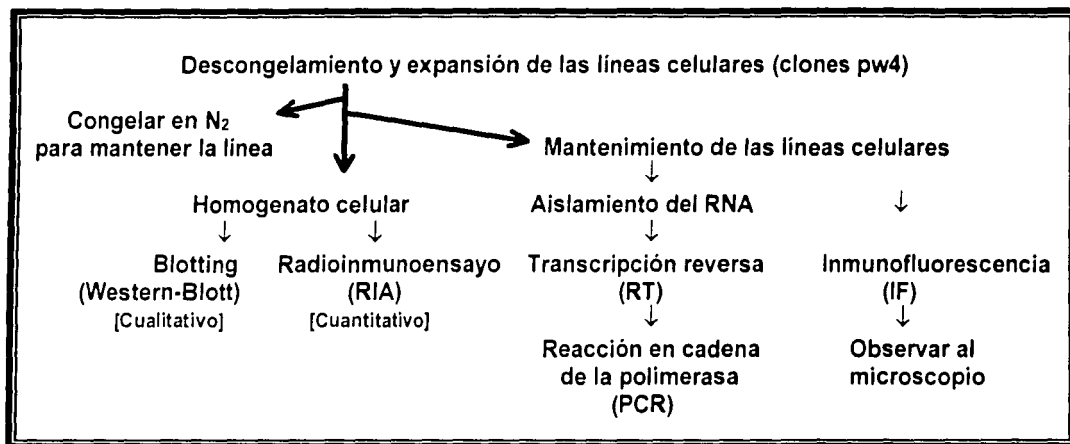 Descongelamiento y expansión de las líneas celulares (clones pw4)
Congelar en N₂
para mantener la línea
Mantenimiento de las líneas celulares
Homogenato celular
Aislamiento del RNA
Blotting
(Western-Blott)
[Cualitativo]
Radioinmunoensayo
(RIA)
[Cuantitativo]
Transcripción reversa
(RT)
Inmunofluorescencia
(IF)
Reacción en cadena
de la polimerasa
(PCR)
Observar al
microscopio